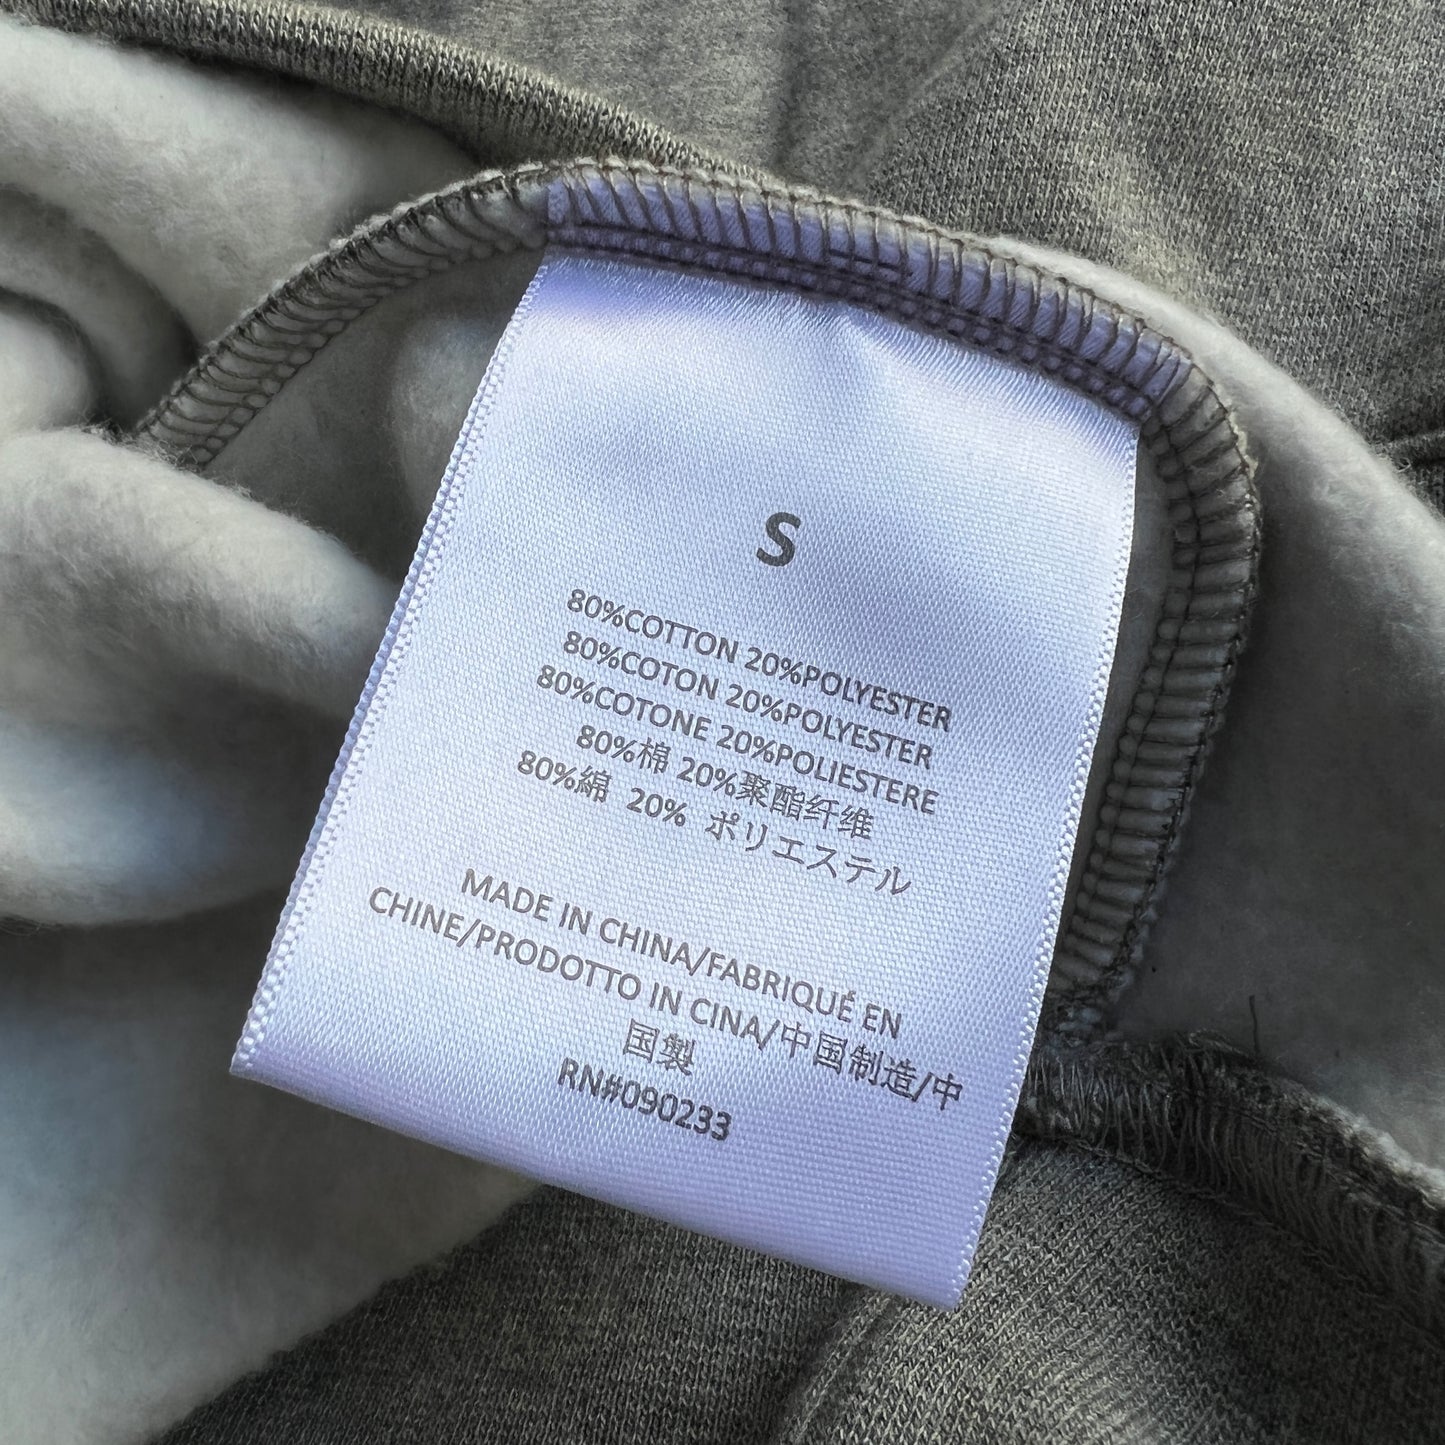 S
80%COTTON 20%POLYESTER
80%COTON 20%POLYESTER
80%COTONE 20%POLIESTERE
80%棉 20%聚酯纤维
80%綿 20% ポリエステル
MADE IN CHINA/FABRIQUÉ EN
CHINE/PRODOTTO IN CINA/中国制造/中
国製
RN#090233